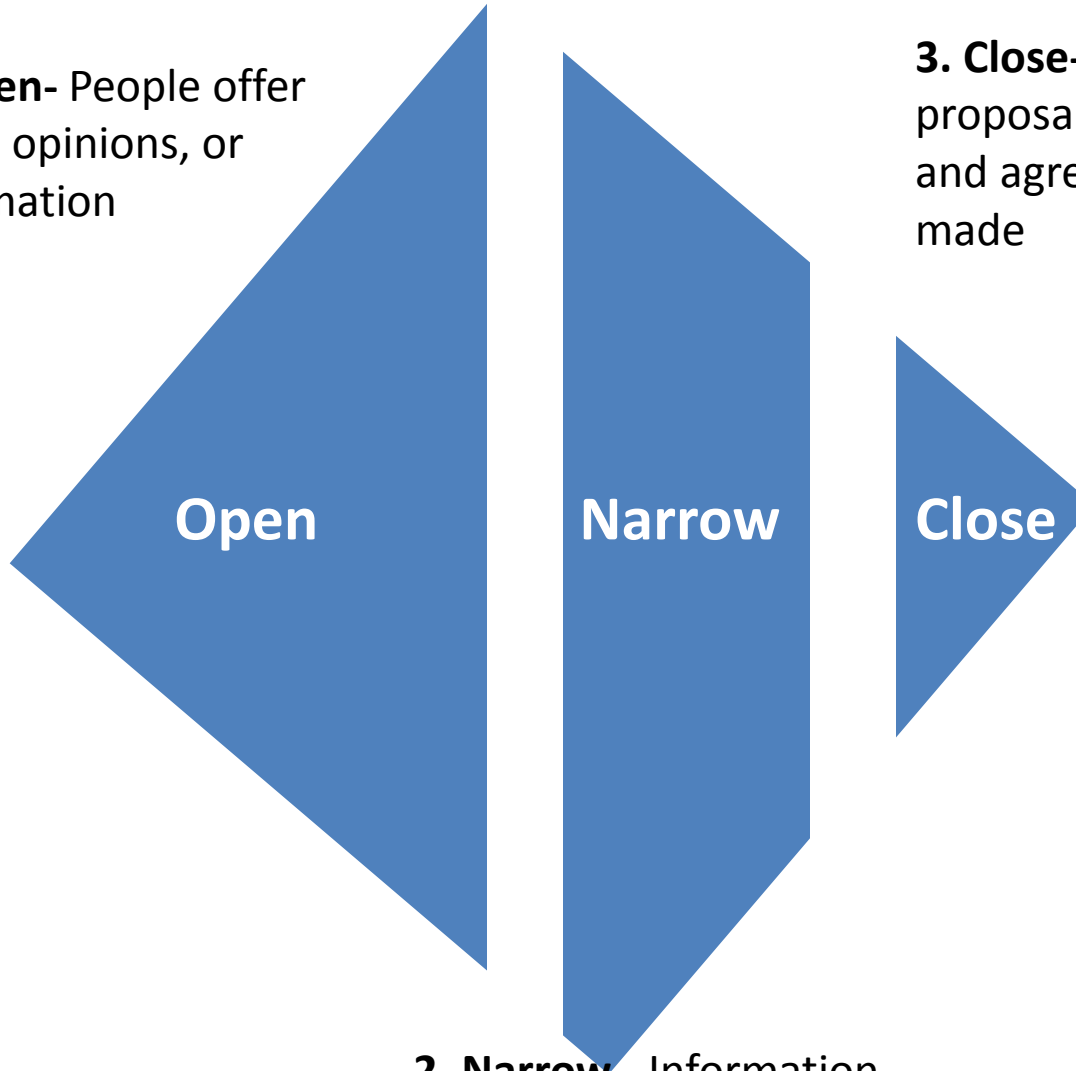 en- People offer
opinions, or
nation
3. Close-
proposa
and agre
made
Open
Narrow
Close
2. Narrow - Information